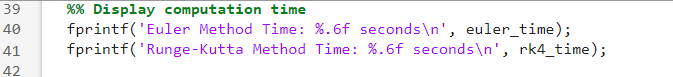 39 %% Display computation time
40 fprintf('Euler Method Time: %.6f seconds\n', euler_time);
41 fprintf('Runge-Kutta Method Time: %.6f seconds\n', rk4_time);
42